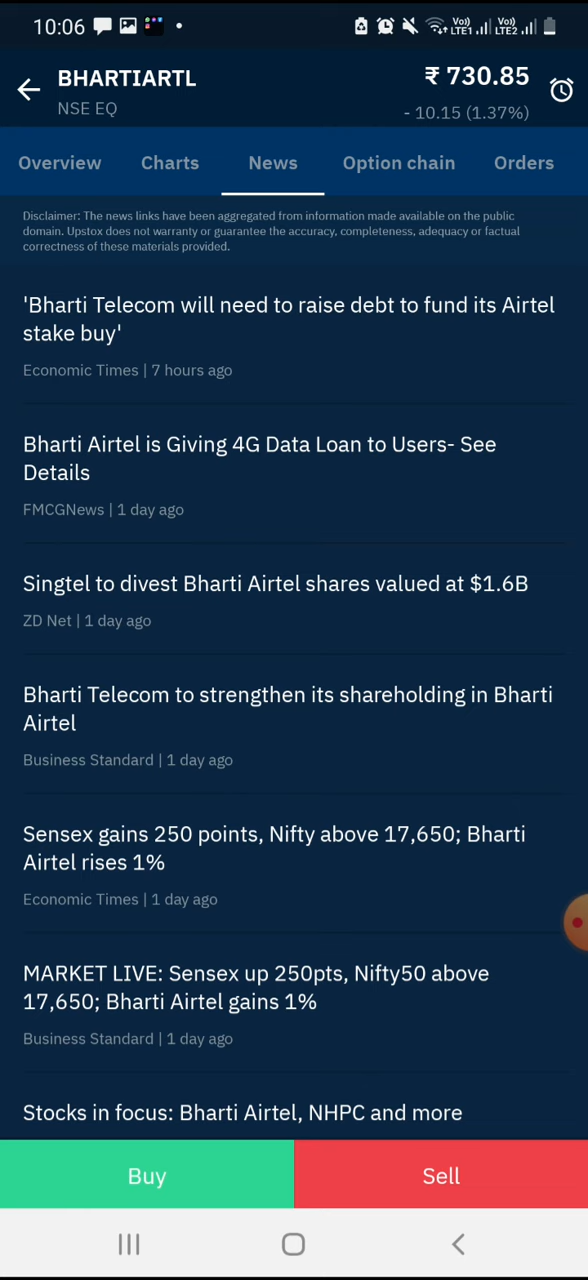 10:06
Vo)) LTE1 Vo)) LTE2
BHARTIARTL
₹ 730.85
NSE EQ
- 10.15 (1.37%)
Overview Charts News Option chain Orders
Disclaimer: The news links have been aggregated from information made available on the public
domain. Upstox does not warranty or guarantee the accuracy, completeness, adequacy or factual
correctness of these materials provided.
'Bharti Telecom will need to raise debt to fund its Airtel
stake buy'
Economic Times | 7 hours ago
Bharti Airtel is Giving 4G Data Loan to Users- See
Details
FMCGNews | 1 day ago
Singtel to divest Bharti Airtel shares valued at $1.6B
ZD Net | 1 day ago
Bharti Telecom to strengthen its shareholding in Bharti
Airtel
Business Standard | 1 day ago
Sensex gains 250 points, Nifty above 17,650; Bharti
Airtel rises 1%
Economic Times | 1 day ago
MARKET LIVE: Sensex up 250pts, Nifty50 above
17,650; Bharti Airtel gains 1%
Business Standard | 1 day ago
Stocks in focus: Bharti Airtel, NHPC and more
Buy Sell